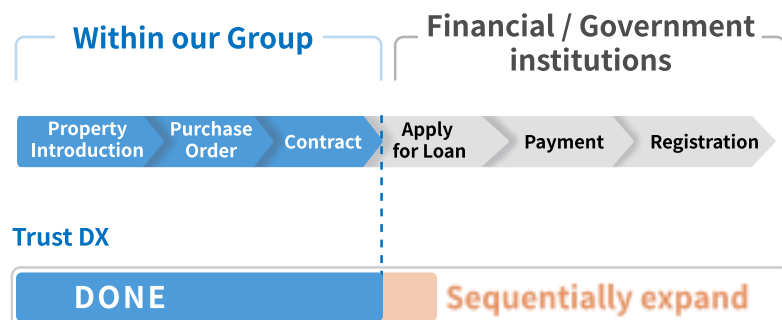 Within our Group
Financial / Government
institutions
Property
Introduction
Purchase
Order
Contract
Apply
for Loan
Payment
Registration
Trust DX
DONE
Sequentially expand